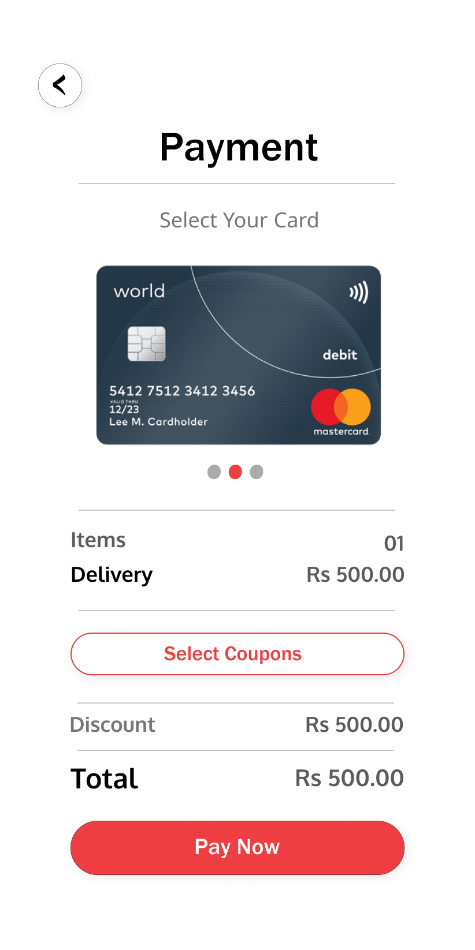 Payment
Select Your Card
world
debit
5412 7512 3412 3456
VALID THRU
12/23
Lee M. Cardholder
mastercard.
Items 01
Delivery Rs 500.00
Select Coupons
Discount Rs 500.00
Total Rs 500.00
Pay Now